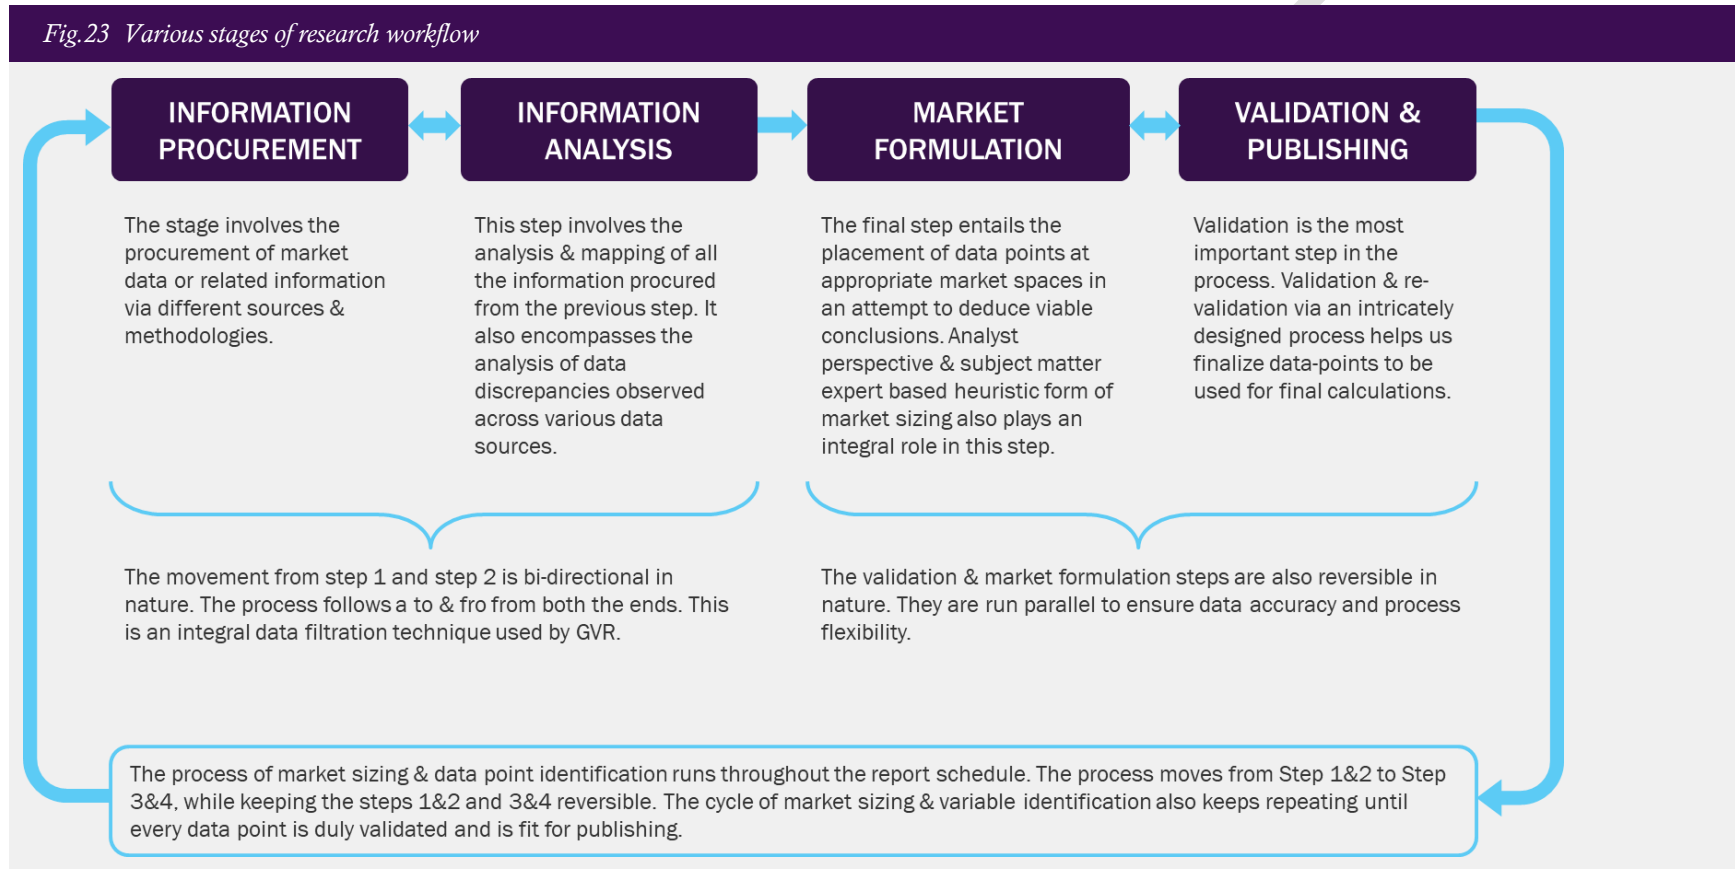 Fig.23 Various stages of research workflow
INFORMATION
PROCUREMENT
INFORMATION
ANALYSIS
MARKET
FORMULATION
VALIDATION &
PUBLISHING
The stage involves the
procurement of market
data or related information
via different sources &
methodologies.
This step involves the
analysis & mapping of all
the information procured
from the previous step. It
also encompasses the
analysis of data
discrepancies observed
across various data
sources.
The final step entails the
placement of data points at
appropriate market spaces in
an attempt to deduce viable
conclusions. Analyst
perspective & subject matter
expert based heuristic form of
market sizing also plays an
integral role in this step.
Validation is the most
important step in the
process. Validation & re-
validation via an intricately
designed process helps us
finalize data-points to be
used for final calculations.
The movement from step 1 and step 2 is bi-directional in
nature. The process follows a to & fro from both the ends. This
is an integral data filtration technique used by GVR.
The validation & market formulation steps are also reversible in
nature. They are run parallel to ensure data accuracy and process
flexibility.
The process of market sizing & data point identification runs throughout the report schedule. The process moves from Step 1&2 to Step
3&4, while keeping the steps 1&2 and 3&4 reversible. The cycle of market sizing & variable identification also keeps repeating until
every data point is duly validated and is fit for publishing.